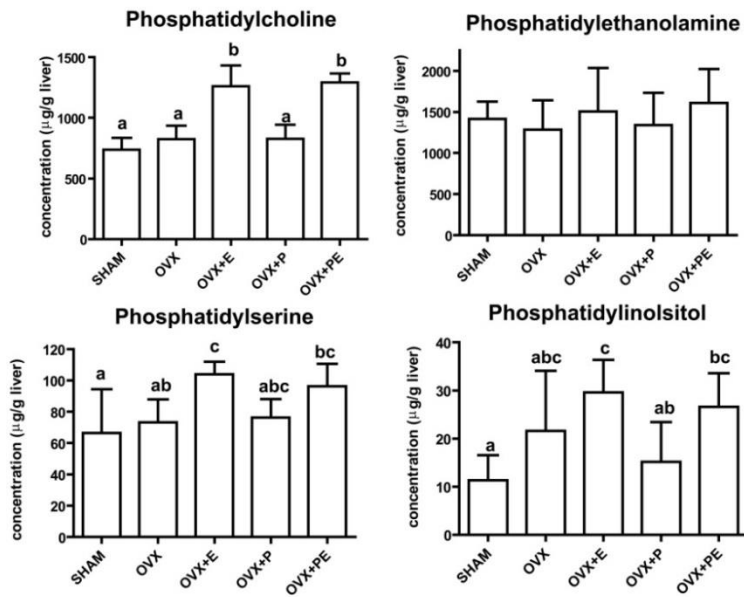 Phosphatidylcholine
concentration (µg/g liver)
1500
1000
500
0
a
a
b
a
b
SHAM
OVX
OVX+E
OVX+P
OVX+PE
Phosphatidylethanolamine
concentration (µg/g liver)
2000
1500
1000
500
0
SHAM
OVX
OVX+E
OVX+P
OVX+PE
Phosphatidylserine
concentration (µg/g liver)
120
100
80
60
40
20
0
a
ab
c
abc
bc
SHAM
OVX
OVX+E
OVX+P
OVX+PE
Phosphatidylinolsitol
concentration (µg/g liver)
40
30
20
10
0
a
abc
c
ab
bc
SHAM
OVX
OVX+E
OVX+P
OVX+PE